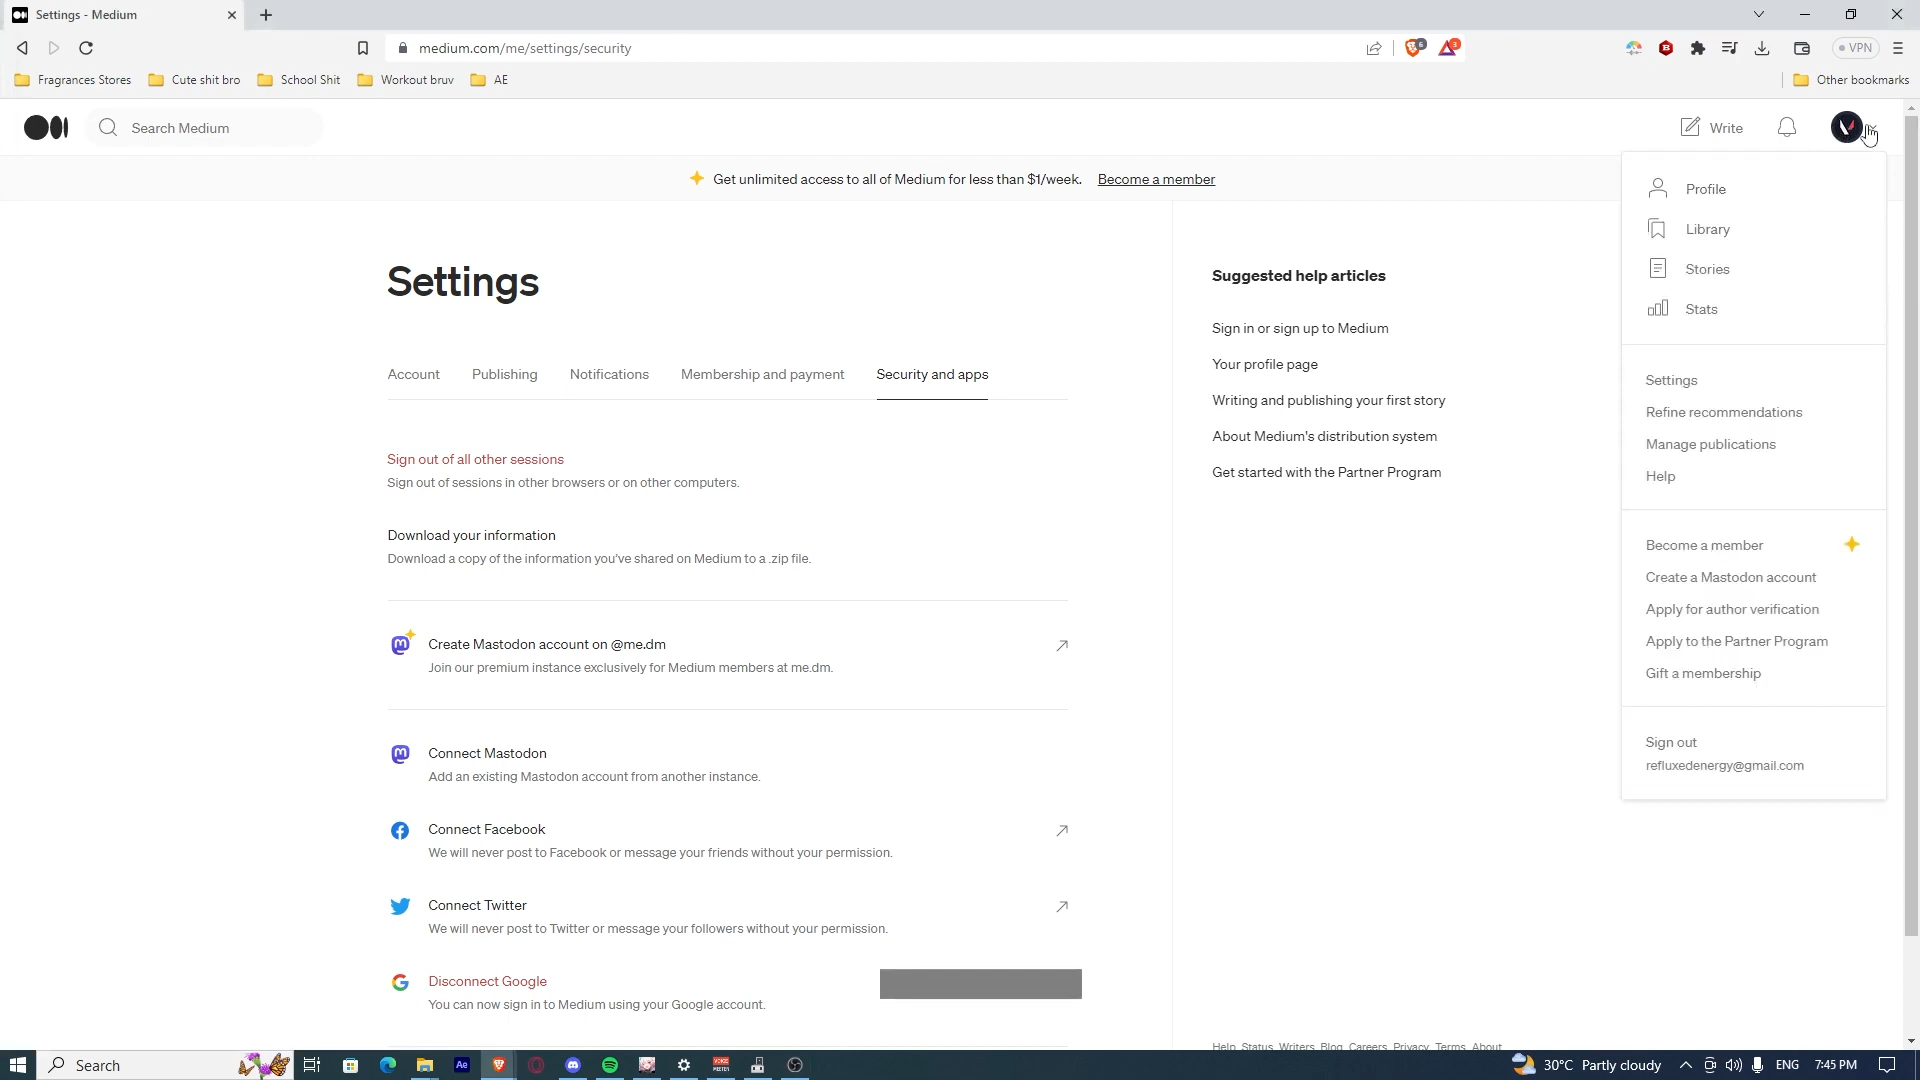 Settings - Medium
medium.com/me/settings/security
6
3
VPN
Fragrances Stores
Cute shit bro
School Shit
Workout bruv
AE
Other bookmarks
Search Medium
Write
Get unlimited access to all of Medium for less than $1/week. Become a member
Settings
Account
Publishing
Notifications
Membership and payment
Security and apps
Sign out of all other sessions
Sign out of sessions in other browsers or on other computers.
Download your information
Download a copy of the information you've shared on Medium to a .zip file.
Create Mastodon account on @me.dm
Join our premium instance exclusively for Medium members at me.dm.
Connect Mastodon
Add an existing Mastodon account from another instance.
Connect Facebook
We will never post to Facebook or message your friends without your permission.
Connect Twitter
We will never post to Twitter or message your followers without your permission.
Disconnect Google
You can now sign in to Medium using your Google account.
Suggested help articles
Sign in or sign up to Medium
Your profile page
Writing and publishing your first story
About Medium's distribution system
Get started with the Partner Program
Help Status Writers Blog Careers Privacy Terms About
Profile
Library
Stories
Stats
Settings
Refine recommendations
Manage publications
Help
Become a member
Create a Mastodon account
Apply for author verification
Apply to the Partner Program
Gift a membership
Sign out
refluxedenergy@gmail.com
Search
Ae
30°C Partly cloudy
ENG
7:45 PM